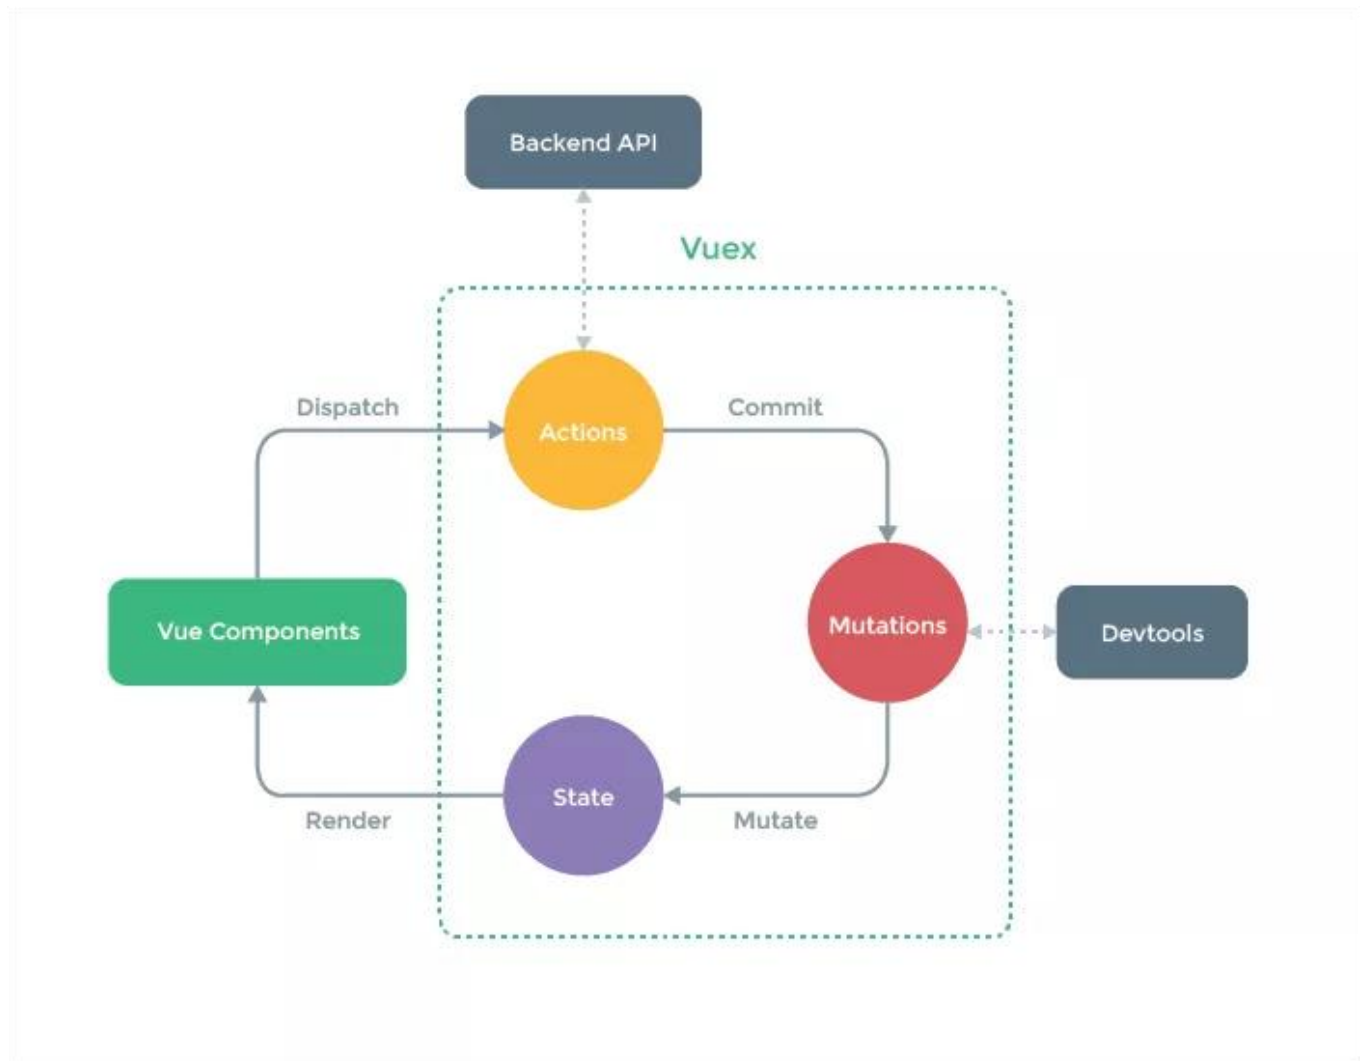 Backend API
Vuex
Dispatch
Commit
Actions
Vue Components
Mutations
Devtools
State
Render
Mutate